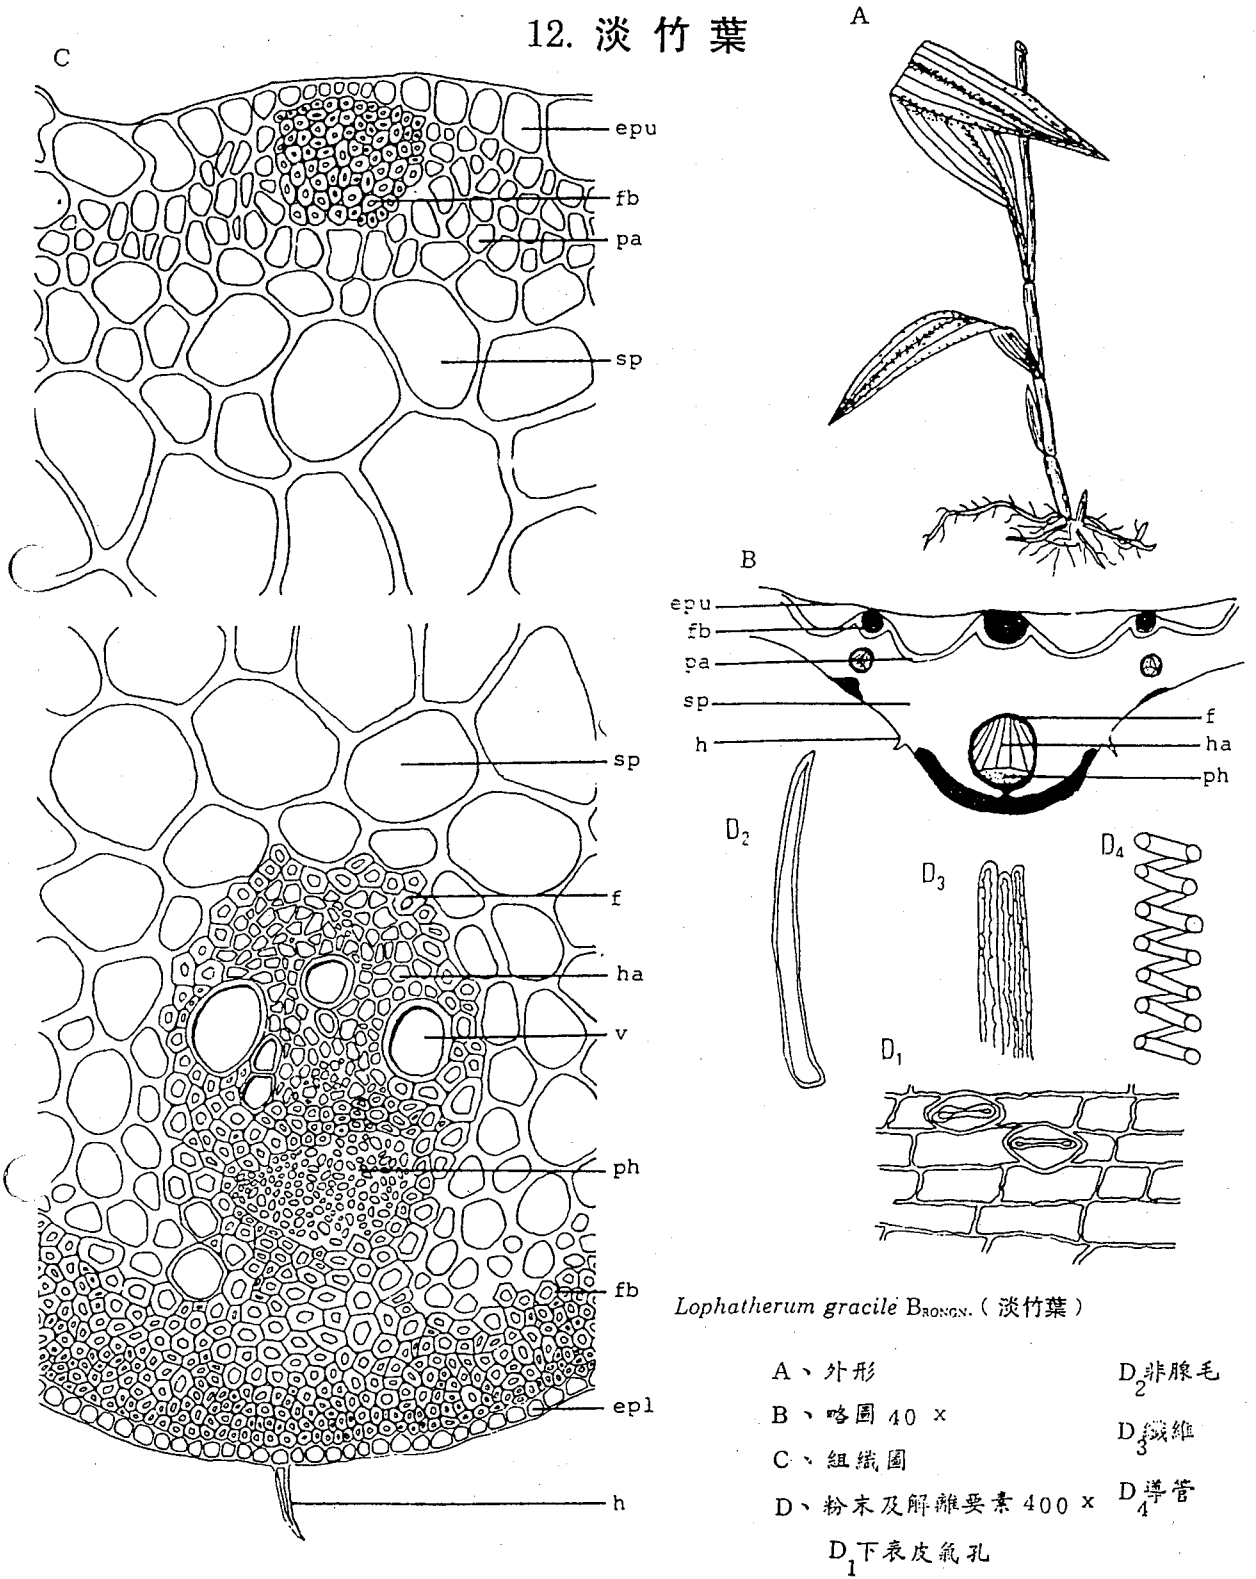 12. 淡竹葉
C
epu
fb
pa
sp
sp
f
ha
v
ph
fb
epl
h
A
B
epu
fb
pa
sp
h
f
ha
ph
D2
D3
D4
D1
Lophatherum gracile BRONGN. ( 淡竹葉 )
A、外形
B、略圖 40 x
C、組織圖
D、粉末及解離要素 400 x
D1下表皮氣孔
D2非腺毛
D3纖維
D4導管